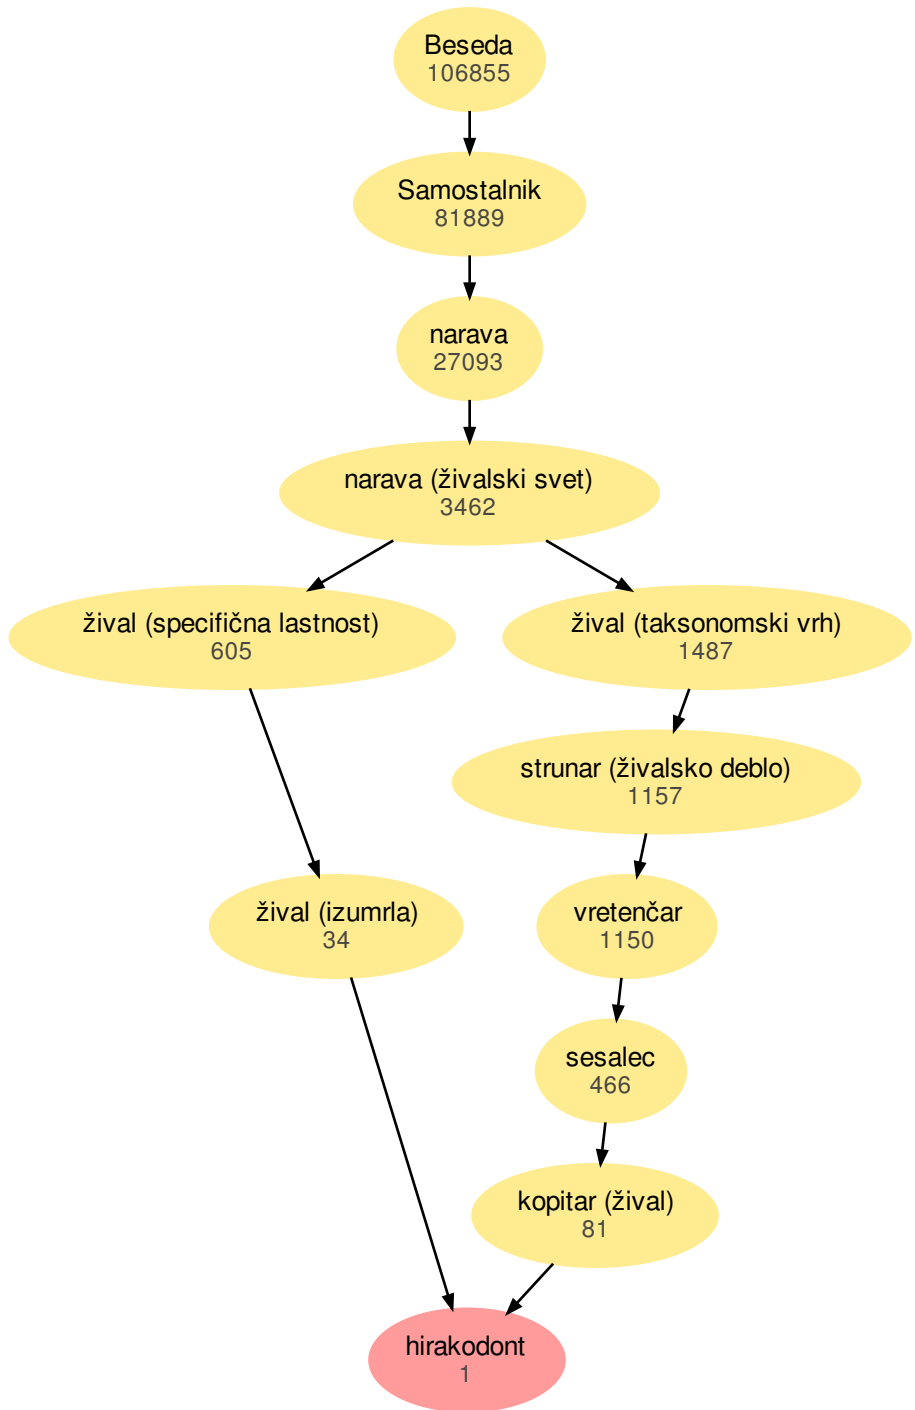 Beseda
106855
Samostalnik
81889
narava
27093
narava (živalski svet)
3462
žival (specifična lastnost)
605
žival (taksonomski vrh)
1487
strunar (živalsko deblo)
1157
žival (izumrla)
34
vretenčar
1150
sesalec
466
kopitar (žival)
81
hirakodont
1